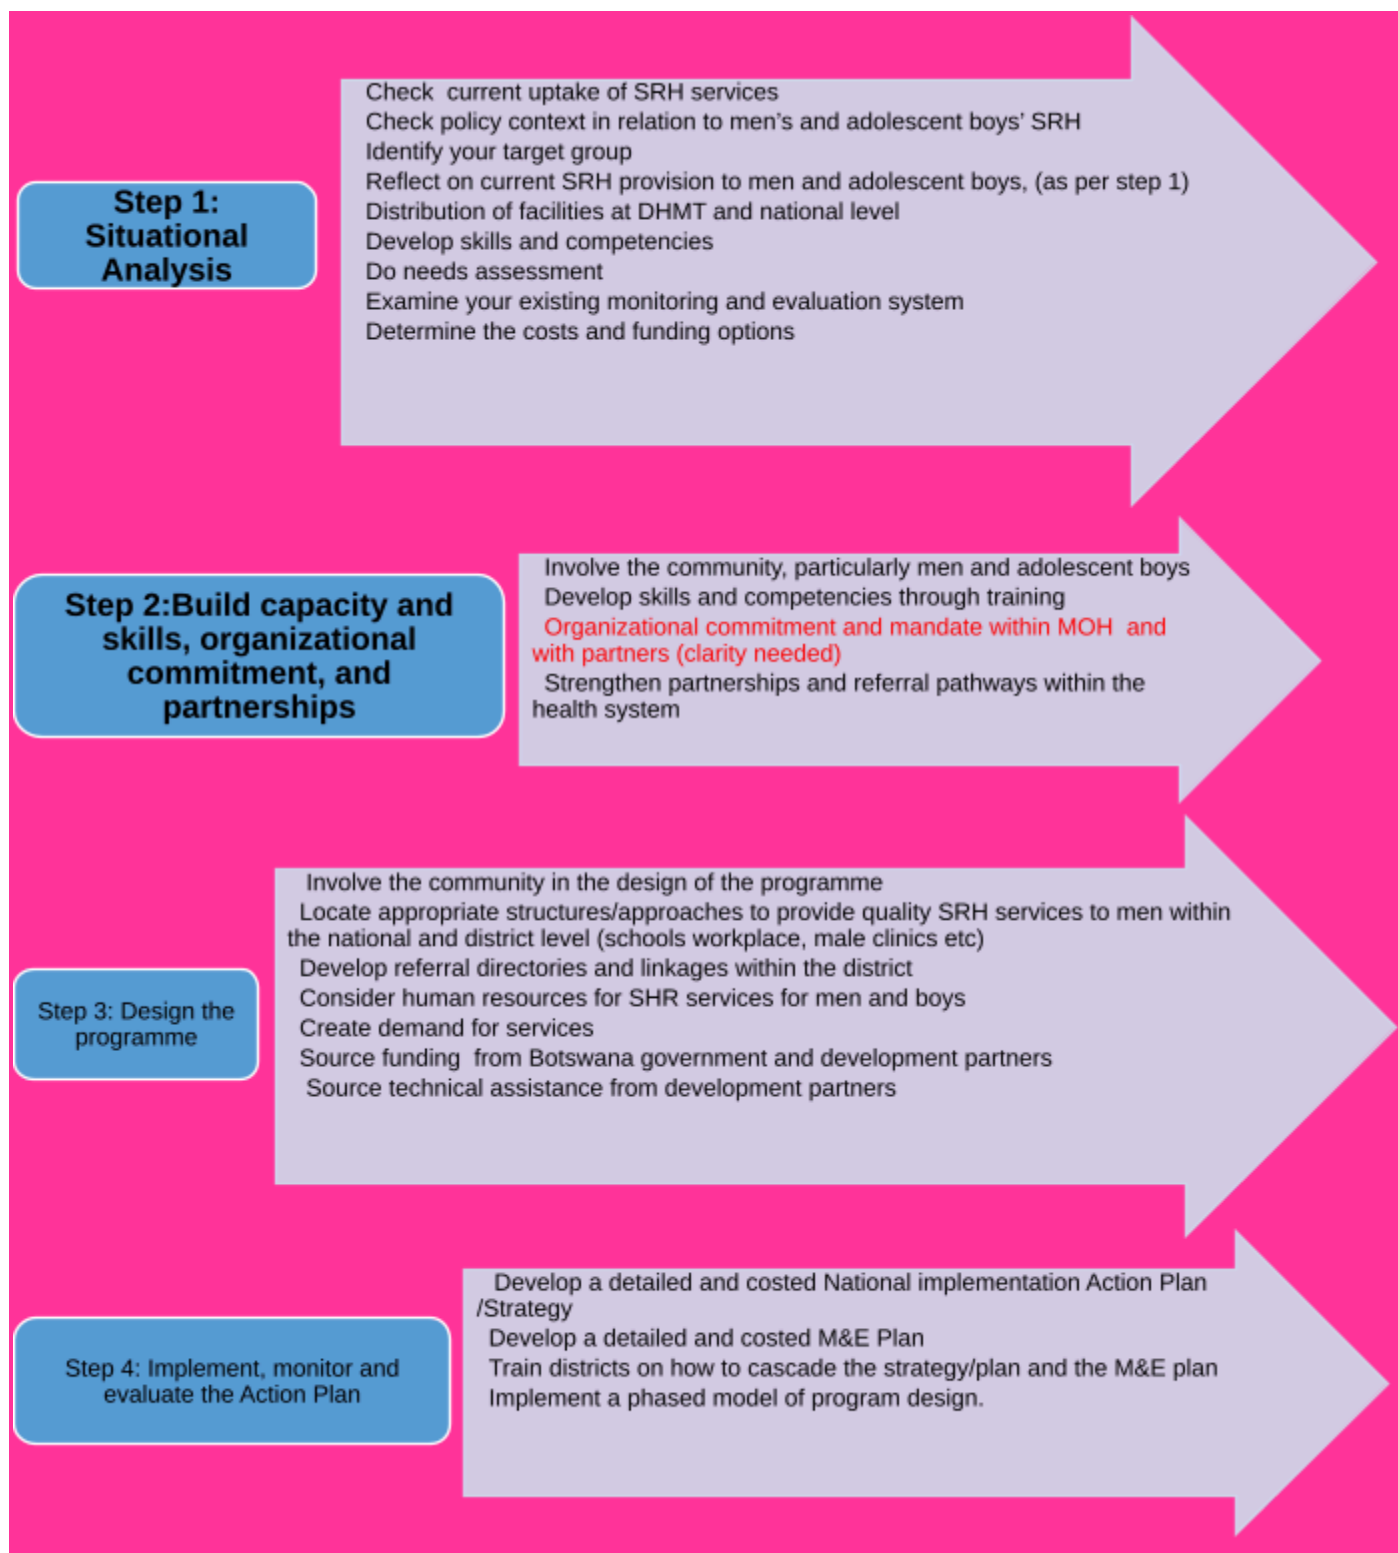 Step 1:
Situational
Analysis
Check current uptake of SRH services
Check policy context in relation to men's and adolescent boys' SRH
Identify your target group
Reflect on current SRH provision to men and adolescent boys, (as per step 1)
Distribution of facilities at DHMT and national level
Develop skills and competencies
Do needs assessment
Examine your existing monitoring and evaluation system
Determine the costs and funding options
Step 2:Build capacity and
skills, organizational
commitment, and
partnerships
Involve the community, particularly men and adolescent boys
Develop skills and competencies through training
Organizational commitment and mandate within MOH and
with partners (clarity needed)
Strengthen partnerships and referral pathways within the
health system
Step 3: Design the
programme
Involve the community in the design of the programme
Locate appropriate structures/approaches to provide quality SRH services to men within
the national and district level (schools workplace, male clinics etc)
Develop referral directories and linkages within the district
Consider human resources for SHR services for men and boys
Create demand for services
Source funding from Botswana government and development partners
Source technical assistance from development partners
Step 4: Implement, monitor and
evaluate the Action Plan
Develop a detailed and costed National implementation Action Plan
/Strategy
Develop a detailed and costed M&E Plan
Train districts on how to cascade the strategy/plan and the M&E plan
Implement a phased model of program design.